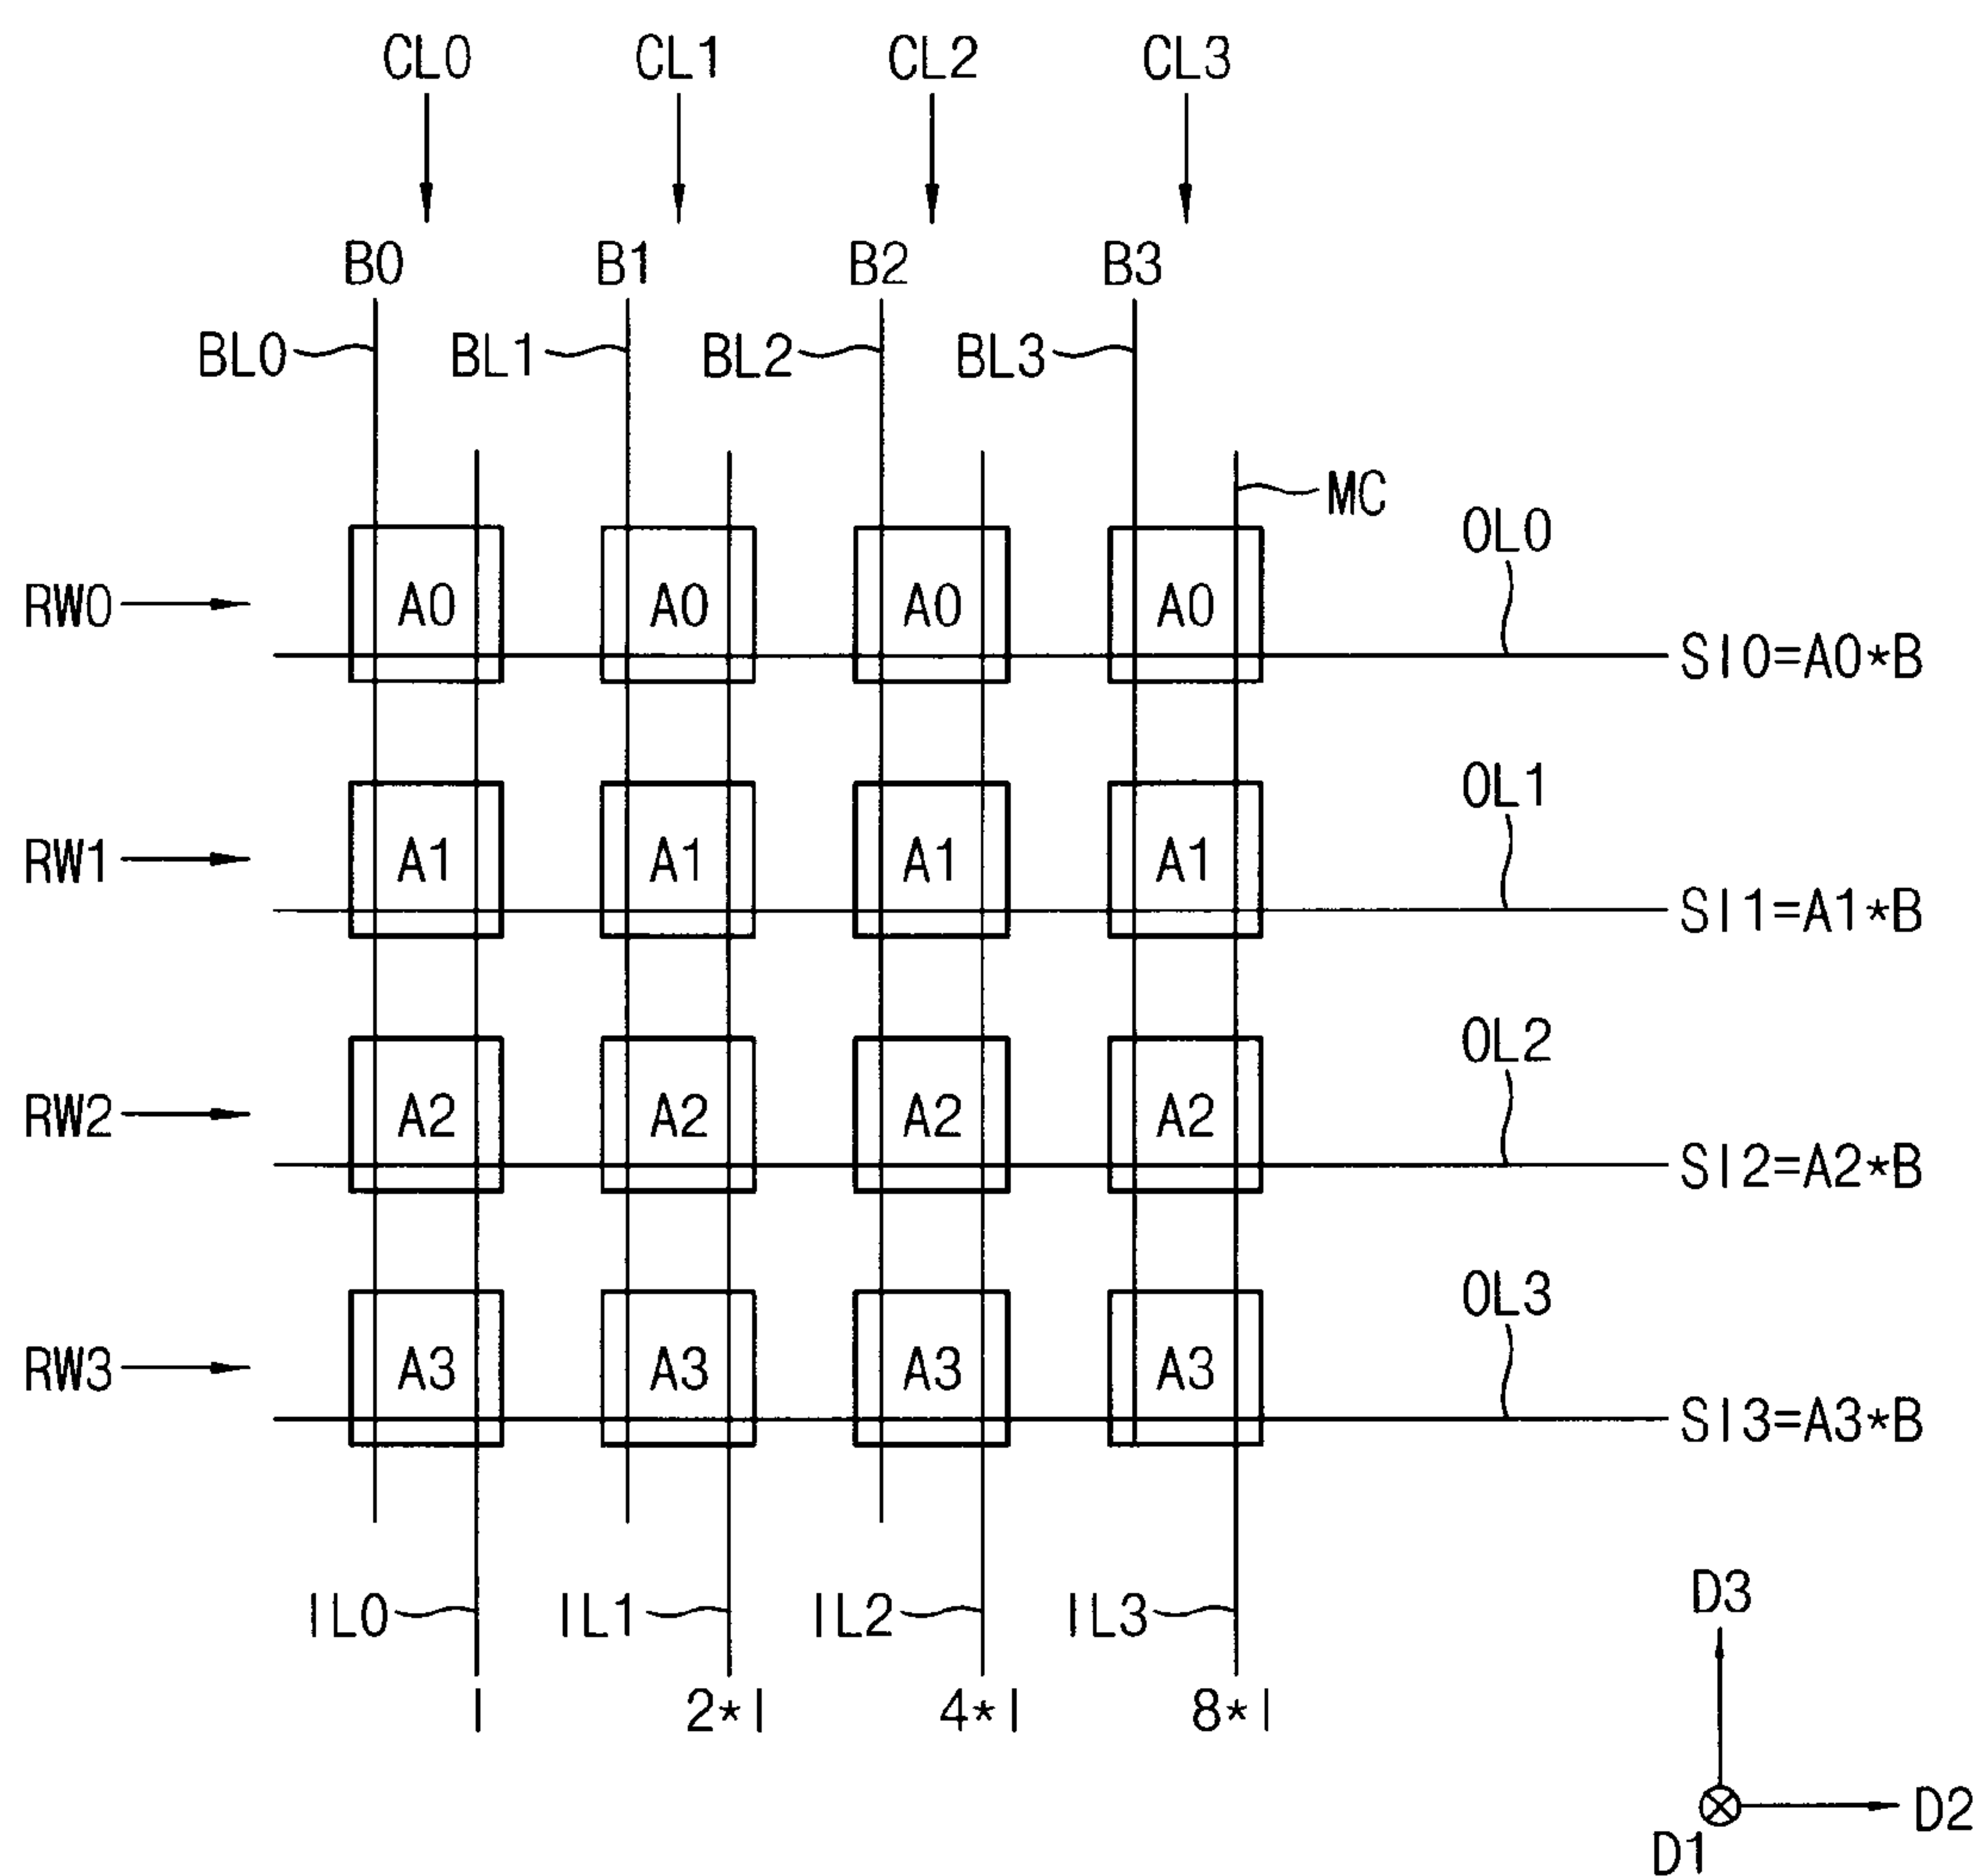 CL0 CL1 CL2 CL3
B0 B1 B2 B3
BL0 BL1 BL2 BL3
MC
OL0
RW0 A0 A0 A0 A0
SI0=A0*B
OL1
RW1 A1 A1 A1 A1
SI1=A1*B
OL2
RW2 A2 A2 A2 A2
SI2=A2*B
OL3
RW3 A3 A3 A3 A3
SI3=A3*B
IL0 IL1 IL2 IL3
I 2*I 4*I 8*I
D3
D2
D1